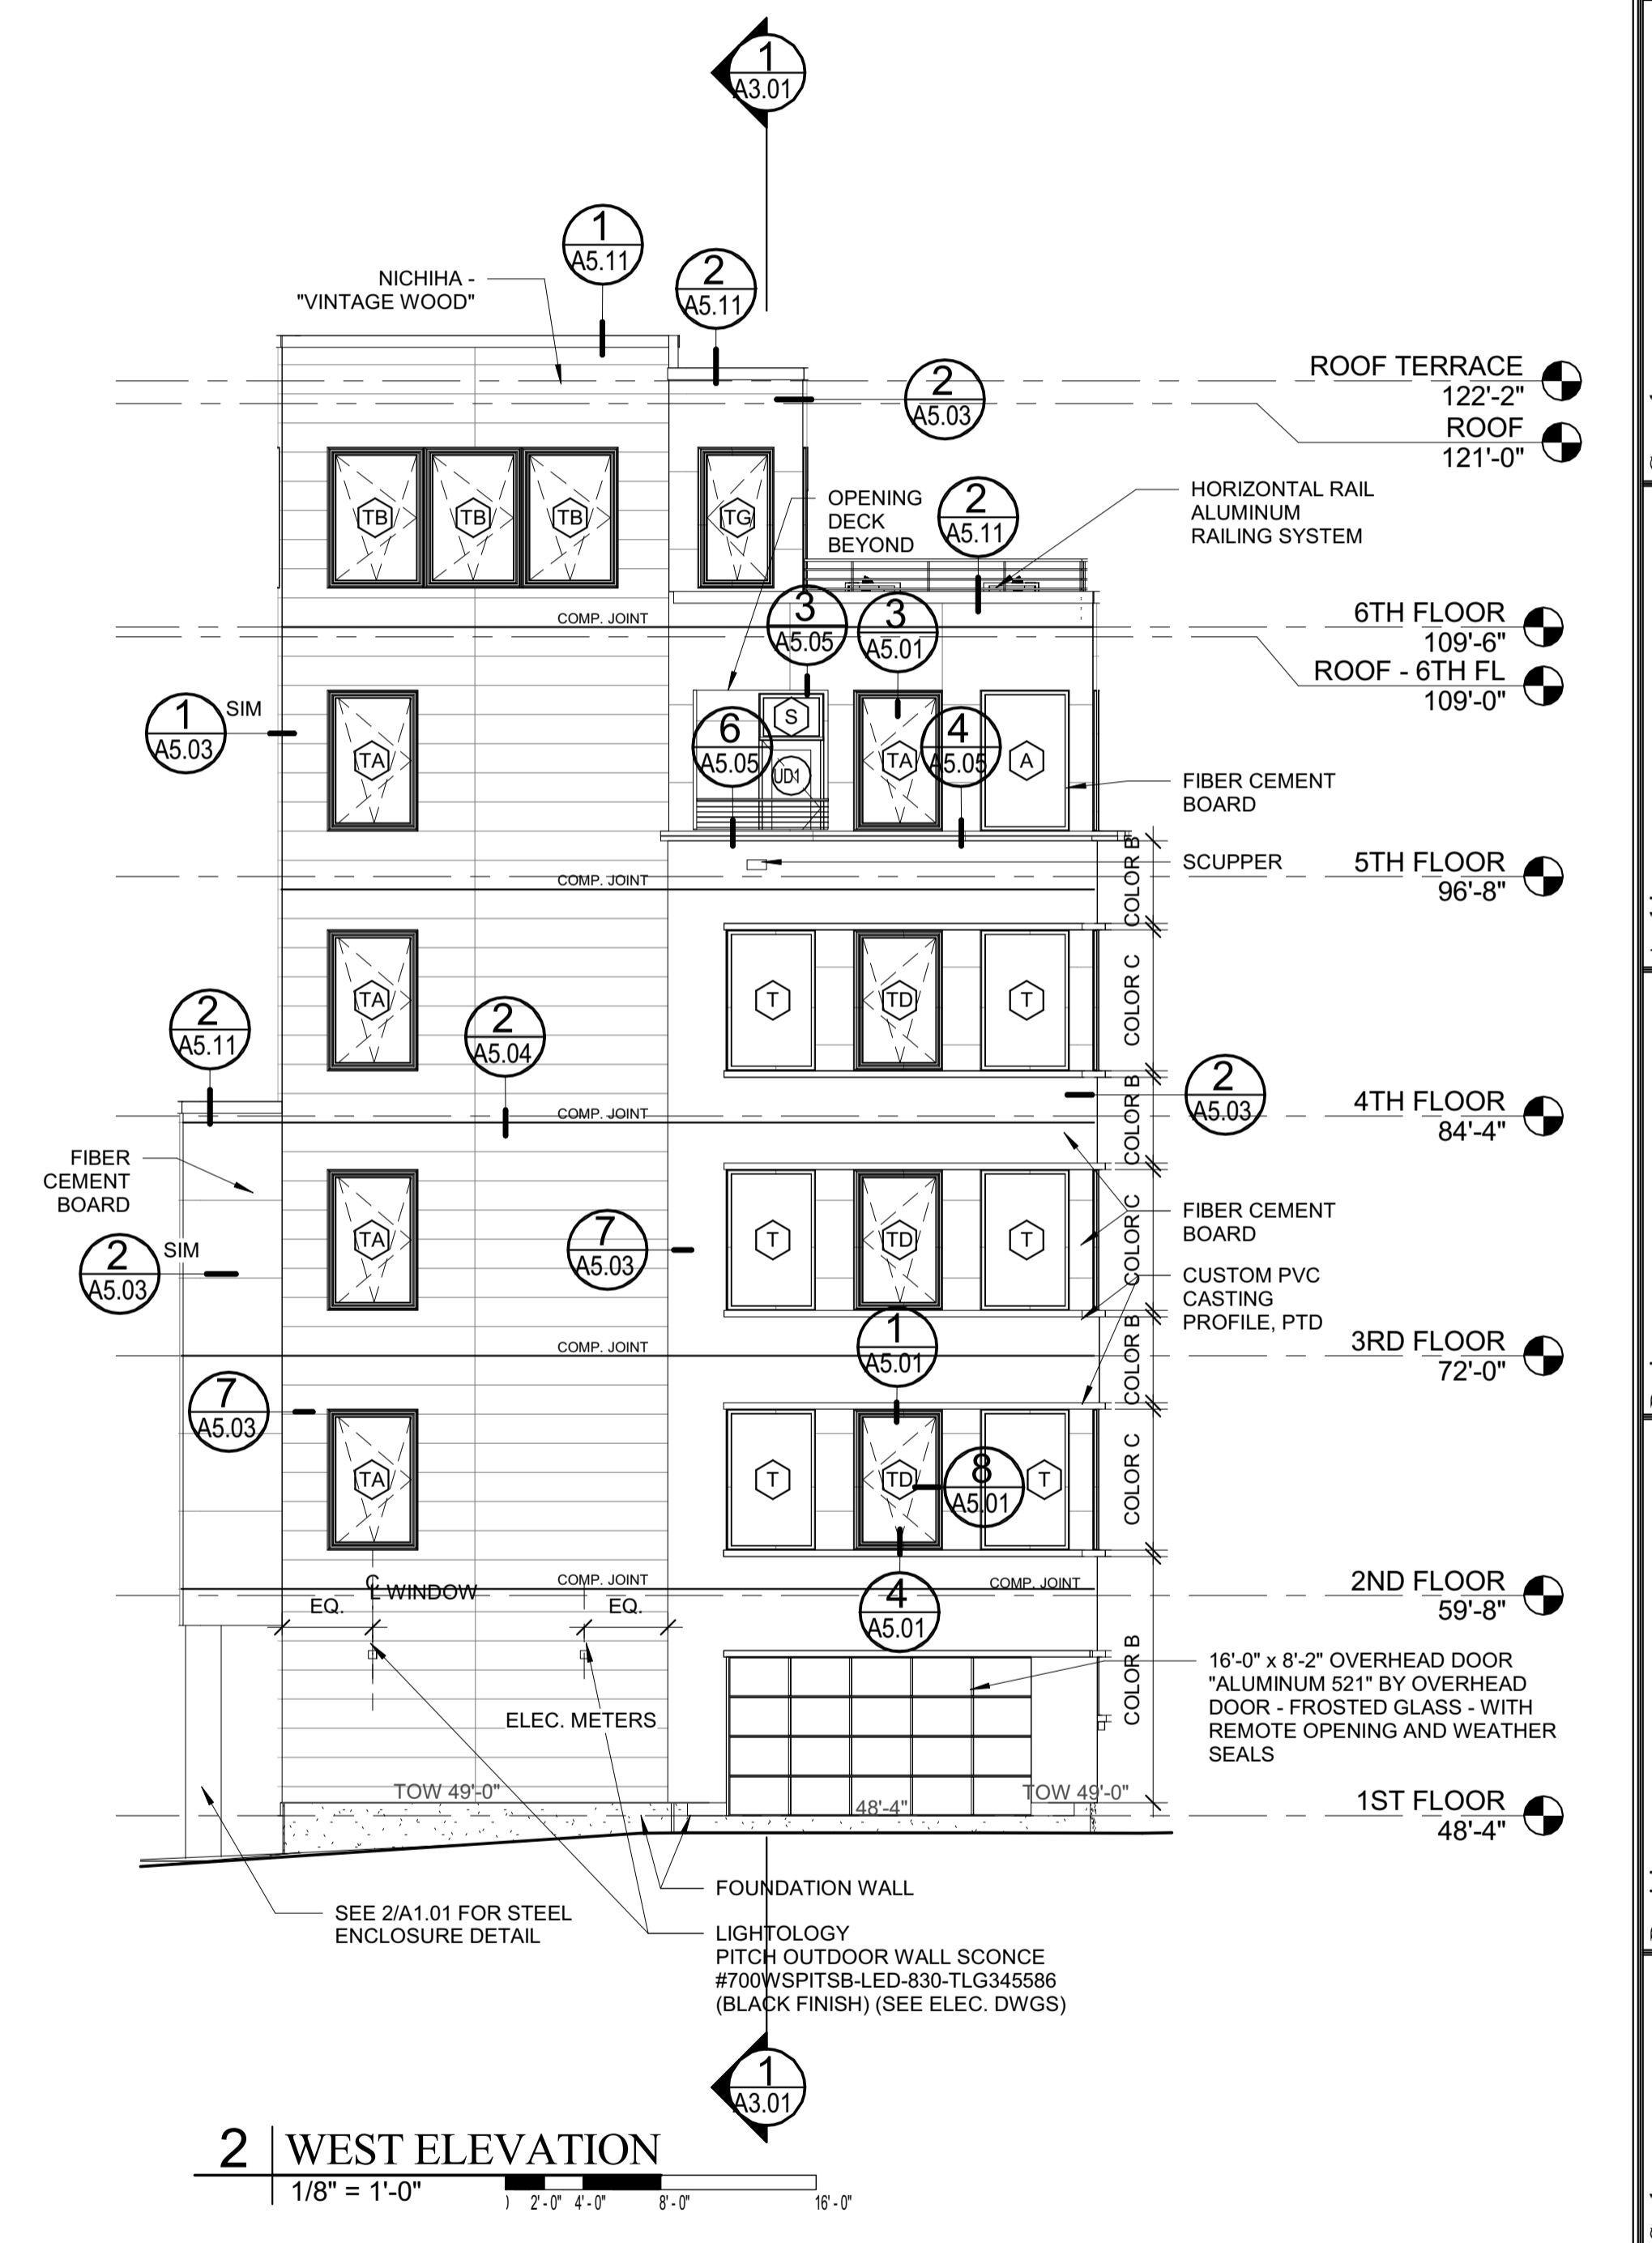 1
A3.01
1
A5.11
2
A5.11
NICHIHA -
"VINTAGE WOOD"
ROOF TERRACE
122'-2"
2
A5.03
ROOF
121'-0"
OPENING
DECK
BEYOND
2
A5.11
HORIZONTAL RAIL
ALUMINUM
RAILING SYSTEM
TB
TB
TB
TG
COMP. JOINT
3
A5.05
3
A5.01
6TH FLOOR
109'-6"
ROOF - 6TH FL
109'-0"
1
A5.03
SIM
TA
6
A5.05
S
UD1
TA
4
A5.05
A
FIBER CEMENT
BOARD
SCUPPER
5TH FLOOR
96'-8"
COMP. JOINT
COLOR B
COLOR C
TA
T
TD
T
2
A5.11
2
A5.04
2
A5.03
COMP. JOINT
COLOR B
4TH FLOOR
84'-4"
FIBER
CEMENT
BOARD
2
A5.03
SIM
TA
7
A5.03
T
TD
T
COLOR C
FIBER CEMENT
BOARD
CUSTOM PVC
CASTING
PROFILE, PTD
COMP. JOINT
1
A5.01
COLOR B
3RD FLOOR
72'-0"
7
A5.03
TA
T
TD
8
A5.01
T
COLOR C
COMP. JOINT
COMP. JOINT
2ND FLOOR
59'-8"
CL WINDOW
EQ.
EQ.
4
A5.01
COLOR B
16'-0" x 8'-2" OVERHEAD DOOR
"ALUMINUM 521" BY OVERHEAD
DOOR - FROSTED GLASS - WITH
REMOTE OPENING AND WEATHER
SEALS
ELEC. METERS
TOW 49'-0"
48'-4"
TOW 49'-0"
1ST FLOOR
48'-4"
FOUNDATION WALL
SEE 2/A1.01 FOR STEEL
ENCLOSURE DETAIL
LIGHTOLOGY
PITCH OUTDOOR WALL SCONCE
#700WSPITSB-LED-830-TLG345586
(BLACK FINISH) (SEE ELEC. DWGS)
1
A3.01
2 WEST ELEVATION
1/8" = 1'-0"
2'-0" 4'-0" 8'-0" 16'-0"